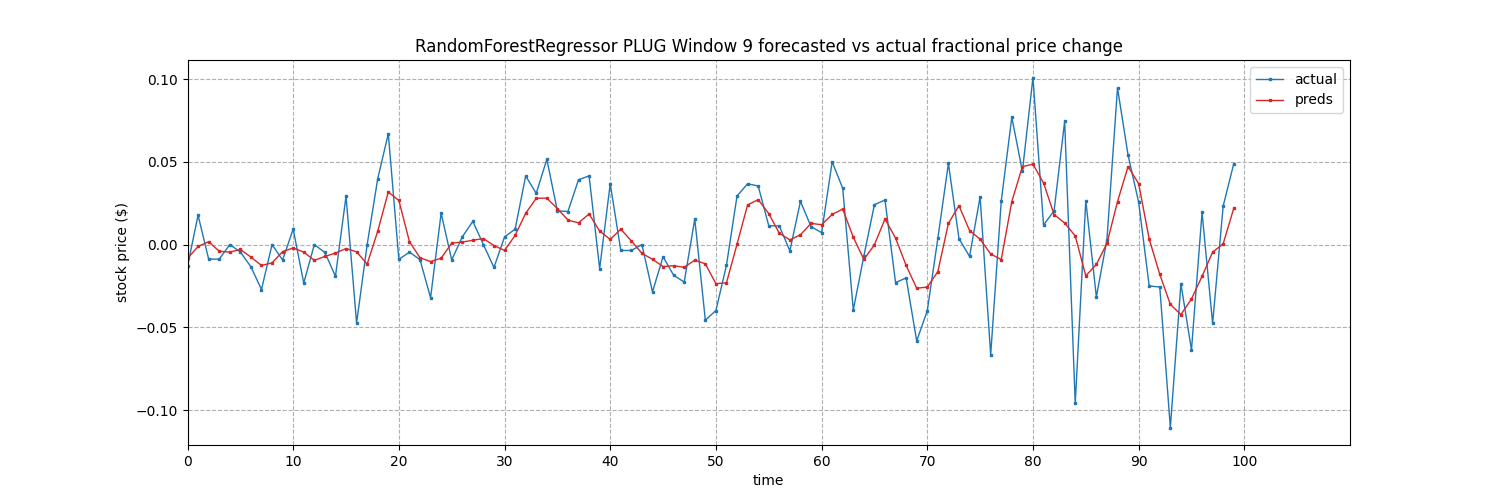 RandomForestRegressor PLUG Window 9 forecasted vs actual fractional price change
actual
preds
0.10
0.05
0.00
−0.05
−0.10
stock price ($)
0 10 20 30 40 50 60 70 80 90 100
time